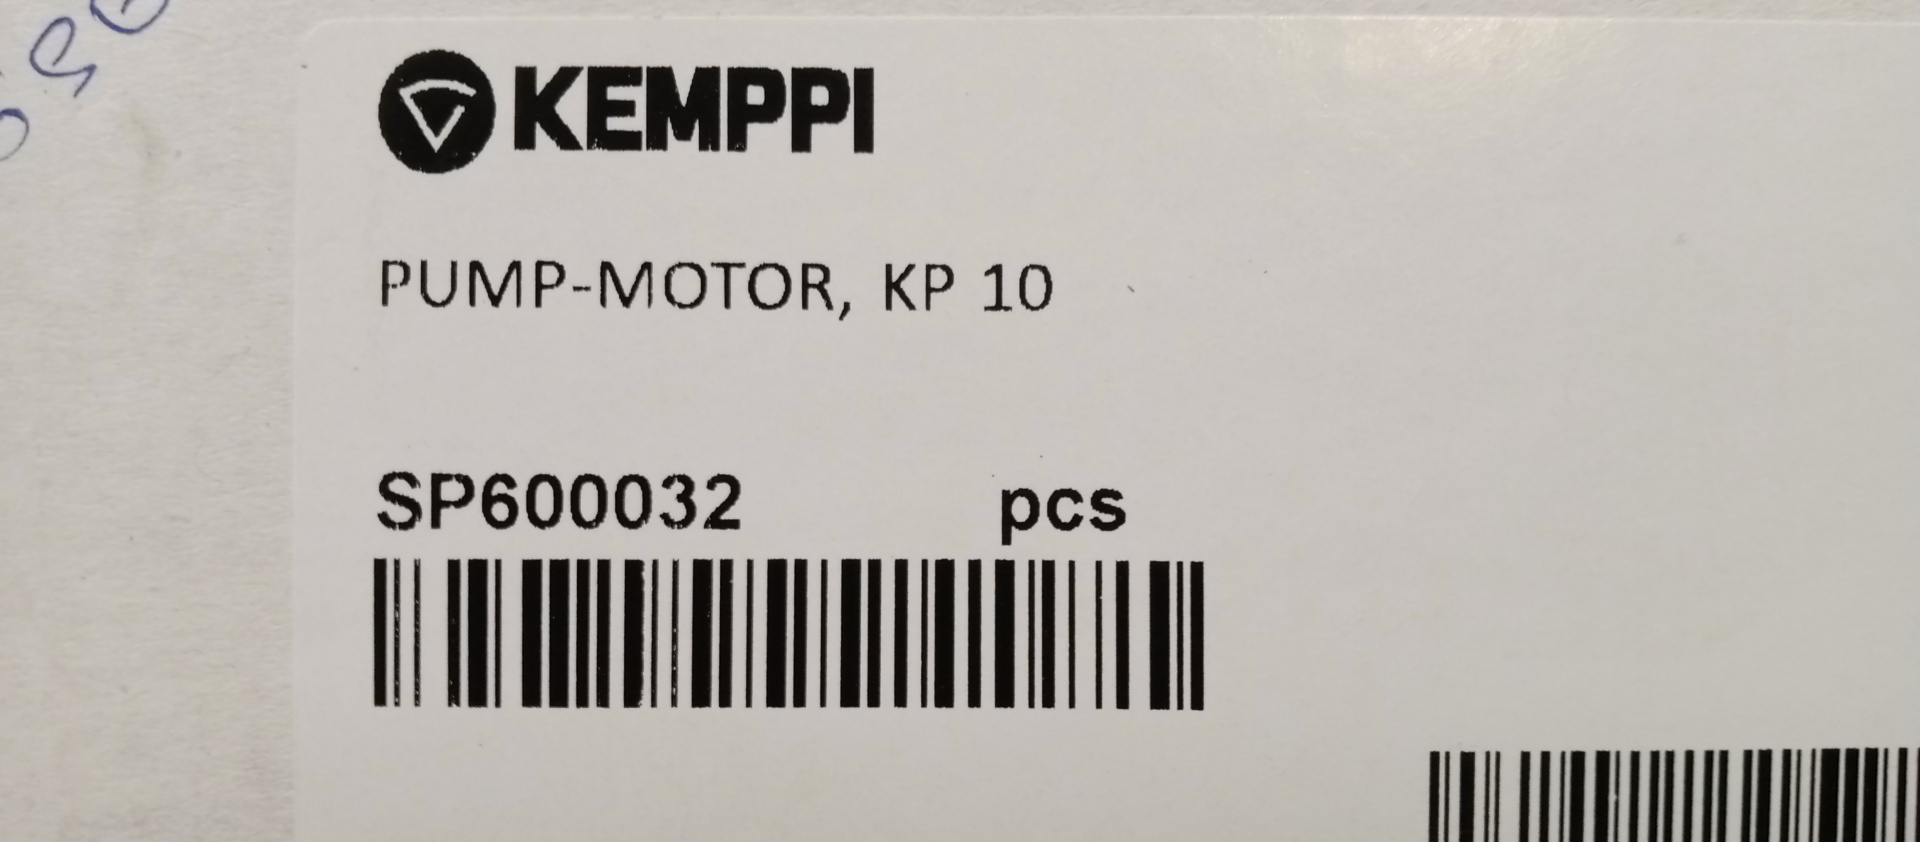 KEMPPI
PUMP-MOTOR, KP 10
SP600032 pcs